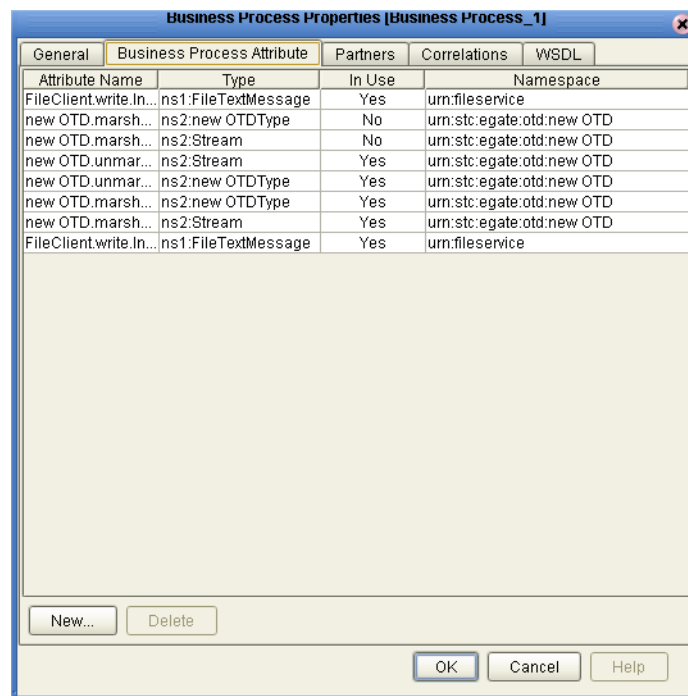 Business Process Properties [Business Process_1]
General Business Process Attribute Partners Correlations WSDL
Attribute Name Type In Use Namespace
FileClient.write.In... ns1:FileTextMessage Yes urn:fileservice
new OTD.marsh... ns2:new OTDType No urn:stc:egate:otd:new OTD
new OTD.marsh... ns2:Stream No urn:stc:egate:otd:new OTD
new OTD.unmar... ns2:Stream Yes urn:stc:egate:otd:new OTD
new OTD.unmar... ns2:new OTDType Yes urn:stc:egate:otd:new OTD
new OTD.marsh... ns2:new OTDType Yes urn:stc:egate:otd:new OTD
new OTD.marsh... ns2:Stream Yes urn:stc:egate:otd:new OTD
FileClient.write.In... ns1:FileTextMessage Yes urn:fileservice
New... Delete
OK Cancel Help